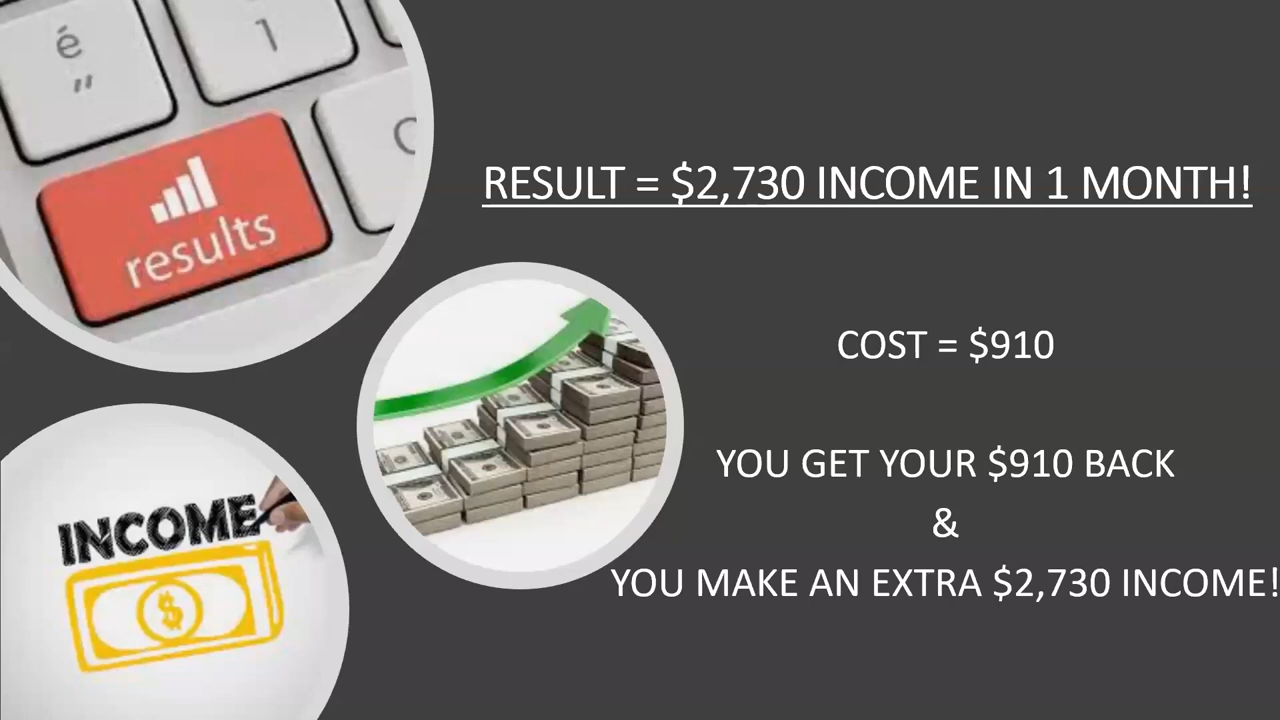 é
"
1
results
RESULT = $2,730 INCOME IN 1 MONTH!
COST = $910
YOU GET YOUR $910 BACK
&
YOU MAKE AN EXTRA $2,730 INCOME!
INCOME
$